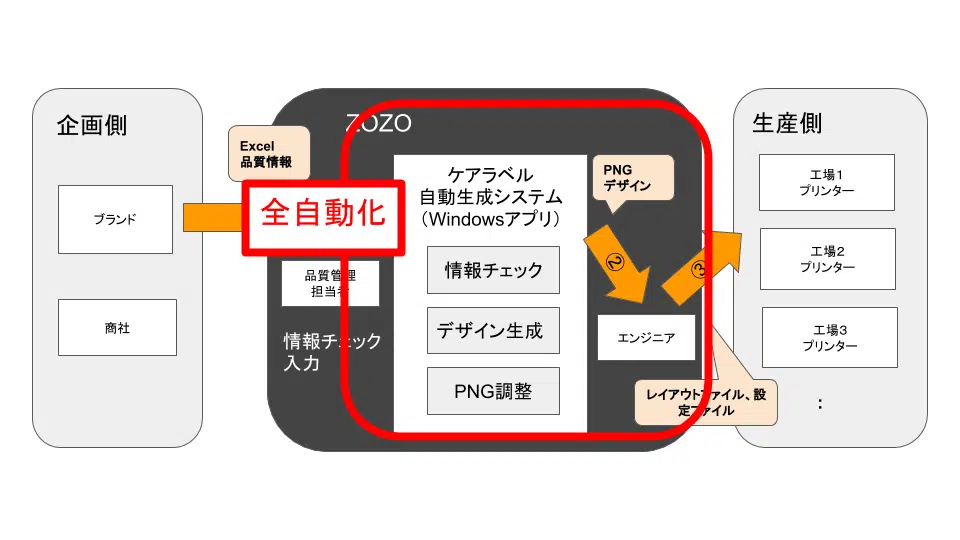 企画側
ブランド
商社
Excel
品質情報
全自動化
ZOZO
品質管理
担当者
情報チェック
入力
ケアラベル
自動生成システム
（Windowsアプリ）
情報チェック
デザイン生成
PNG調整
PNG
デザイン
②
③
エンジニア
レイアウトファイル、設
定ファイル
生産側
工場1
プリンター
工場2
プリンター
工場3
プリンター
：